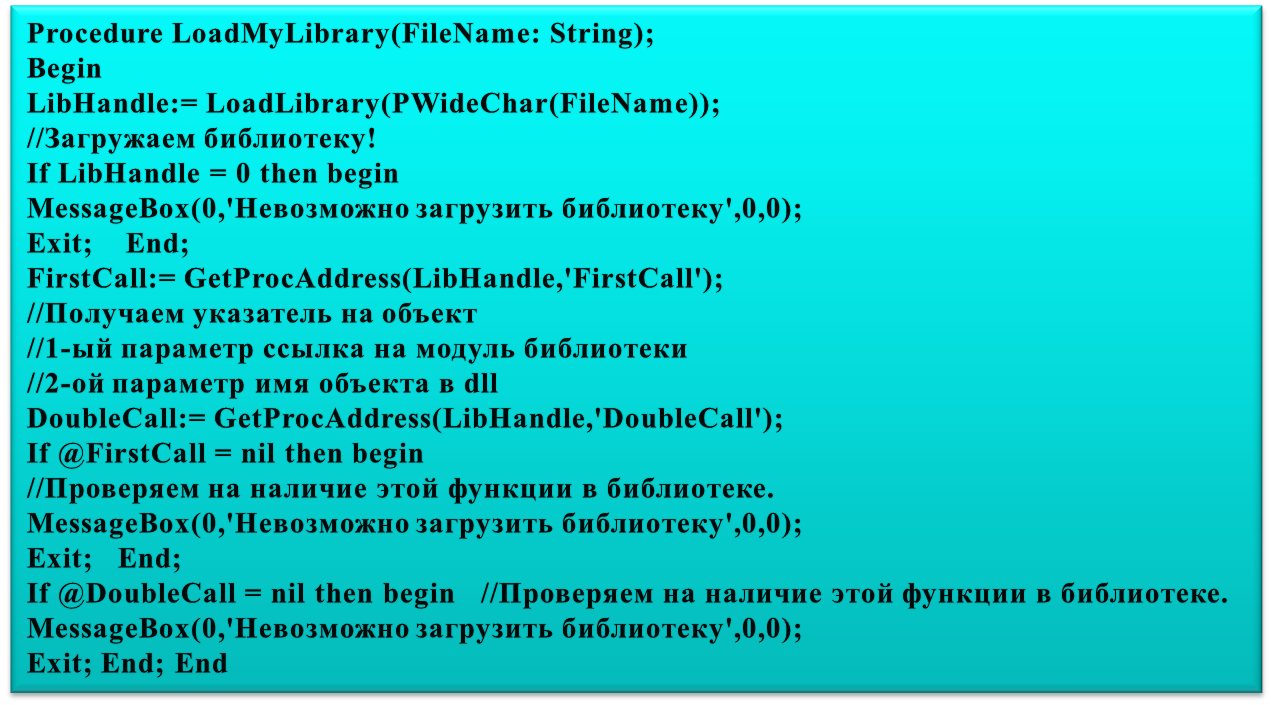 Procedure LoadMyLibrary(FileName: String);
Begin
LibHandle:= LoadLibrary(PWideChar(FileName));
//Загружаем библиотеку!
If LibHandle = 0 then begin
MessageBox(0,'Невозможно загрузить библиотеку',0,0);
Exit;    End;
FirstCall:= GetProcAddress(LibHandle,'FirstCall');
//Получаем указатель на объект
//1-ый параметр ссылка на модуль библиотеки
//2-ой параметр имя объекта в dll
DoubleCall:= GetProcAddress(LibHandle,'DoubleCall');
If @FirstCall = nil then begin
//Проверяем на наличие этой функции в библиотеке.
MessageBox(0,'Невозможно загрузить библиотеку',0,0);
Exit;   End;
If @DoubleCall = nil then begin   //Проверяем на наличие этой функции в библиотеке.
MessageBox(0,'Невозможно загрузить библиотеку',0,0);
Exit; End; End